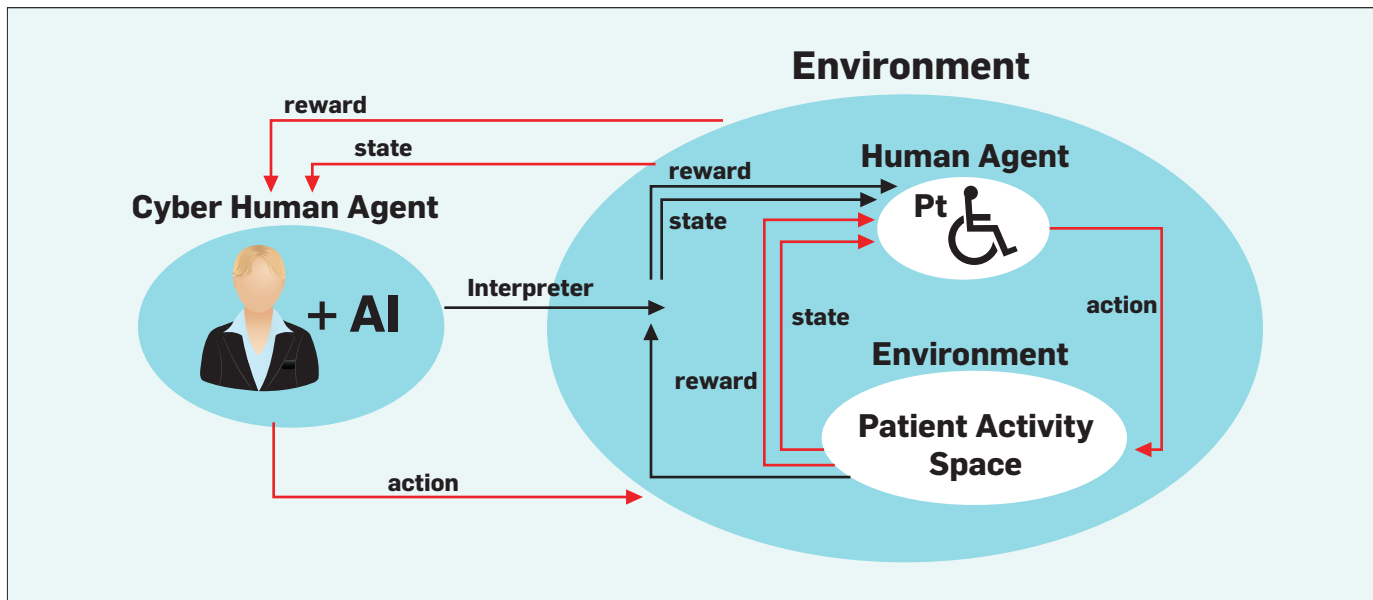 Environment
reward
state
reward
Human Agent
Cyber Human Agent
Pt
state
+ AI
Interpreter
state
action
Environment
reward
Patient Activity
Space
action